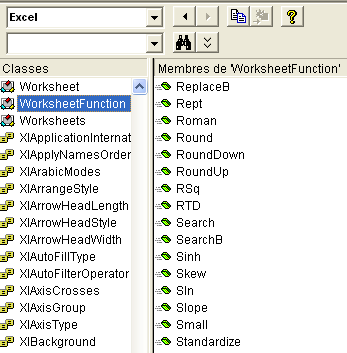 Excel
Classes
Membres de 'WorksheetFunction'
Worksheet
WorksheetFunction
Worksheets
XlApplicationInternat
XlApplyNamesOrder
XlArabicModes
XlArrangeStyle
XlArrowHeadLength
XlArrowHeadStyle
XlArrowHeadWidth
XlAutoFillType
XlAutoFilterOperator
XlAxisCrosses
XlAxisGroup
XlAxisType
XlBackground
ReplaceB
Rept
Roman
Round
RoundDown
RoundUp
RSq
RTD
Search
SearchB
Sinh
Skew
Sln
Slope
Small
Standardize